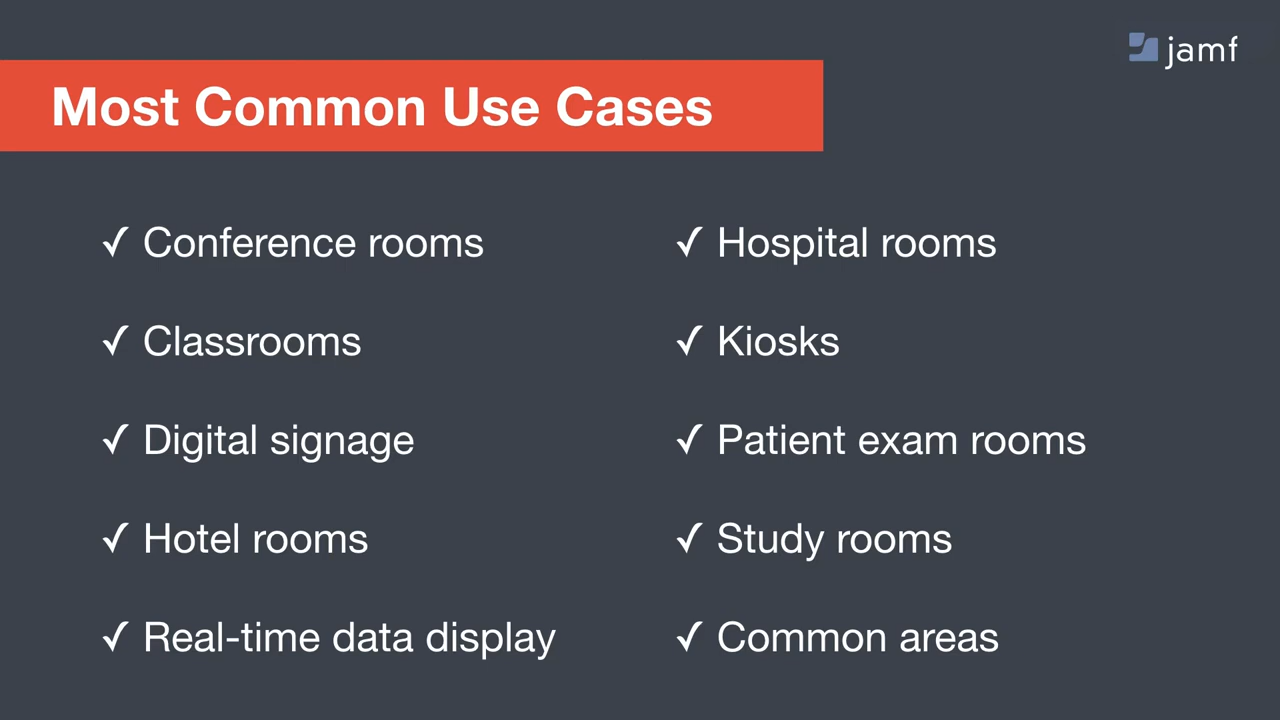 jamf
Most Common Use Cases
✓ Conference rooms
✓ Classrooms
✓ Digital signage
✓ Hotel rooms
✓ Real-time data display
✓ Hospital rooms
✓ Kiosks
✓ Patient exam rooms
✓ Study rooms
✓ Common areas